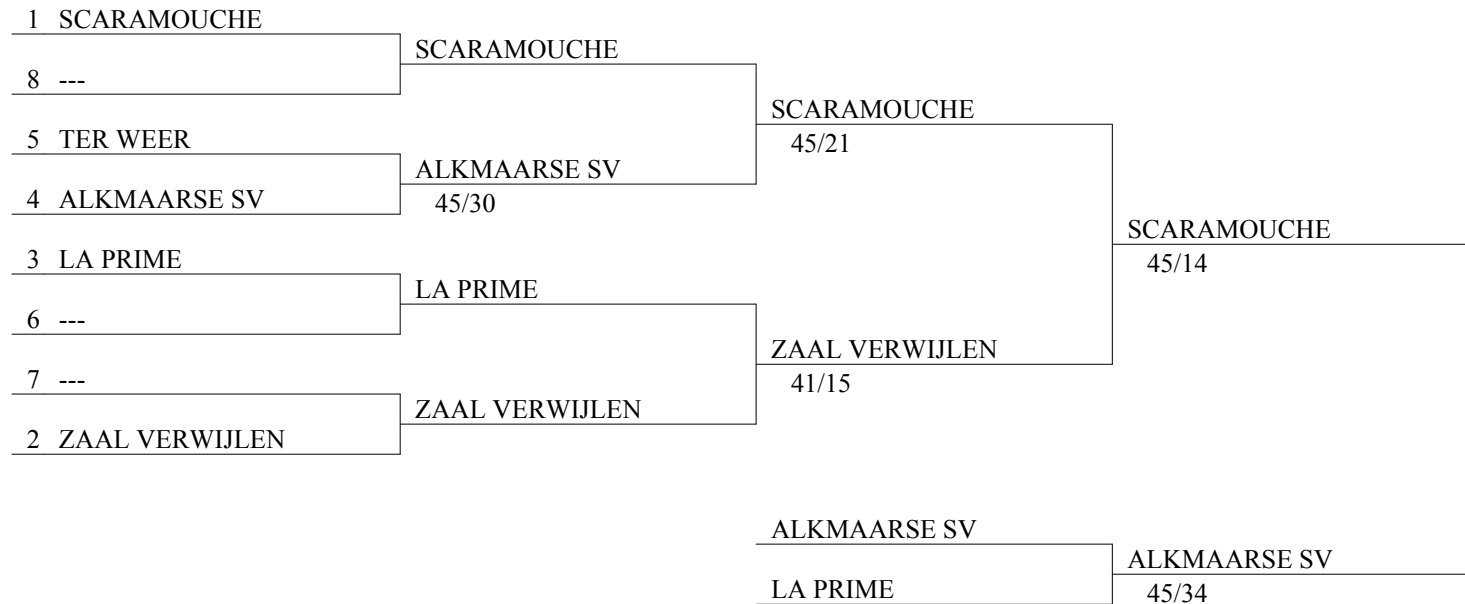 1 SCARAMOUCHE
SCARAMOUCHE
8 ---
SCARAMOUCHE
45/21
5 TER WEER
ALKMAARSE SV
45/30
4 ALKMAARSE SV
SCARAMOUCHE
45/14
3 LA PRIME
LA PRIME
6 ---
ZAAL VERWIJLEN
41/15
7 ---
ZAAL VERWIJLEN
2 ZAAL VERWIJLEN
ALKMAARSE SV
ALKMAARSE SV
45/34
LA PRIME